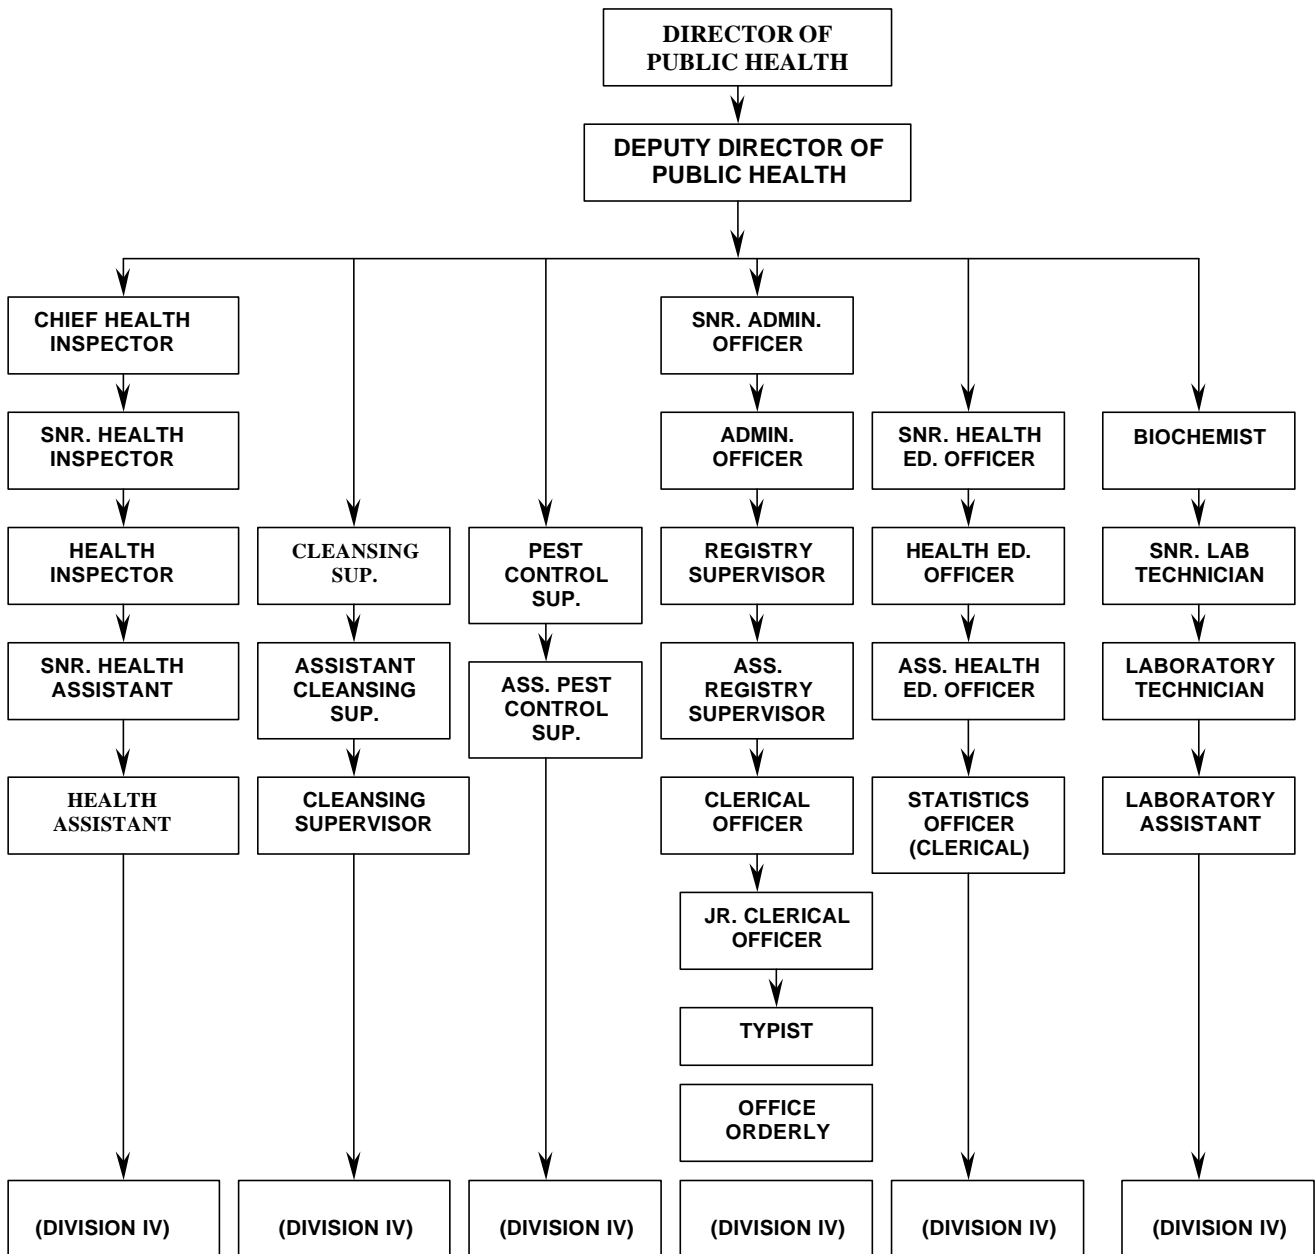 DIRECTOR OF
PUBLIC HEALTH
DEPUTY DIRECTOR OF
PUBLIC HEALTH
CHIEF HEALTH
INSPECTOR
SNR. ADMIN.
OFFICER
SNR. HEALTH
INSPECTOR
ADMIN.
OFFICER
SNR. HEALTH
ED. OFFICER
BIOCHEMIST
HEALTH
INSPECTOR
CLEANSING
SUP.
PEST
CONTROL
SUP.
REGISTRY
SUPERVISOR
HEALTH ED.
OFFICER
SNR. LAB
TECHNICIAN
SNR. HEALTH
ASSISTANT
ASSISTANT
CLEANSING
SUP.
ASS. PEST
CONTROL
SUP.
ASS.
REGISTRY
SUPERVISOR
ASS. HEALTH
ED. OFFICER
LABORATORY
TECHNICIAN
HEALTH
ASSISTANT
CLEANSING
SUPERVISOR
CLERICAL
OFFICER
STATISTICS
OFFICER
(CLERICAL)
LABORATORY
ASSISTANT
JR. CLERICAL
OFFICER
TYPIST
OFFICE
ORDERLY
(DIVISION IV)
(DIVISION IV)
(DIVISION IV)
(DIVISION IV)
(DIVISION IV)
(DIVISION IV)